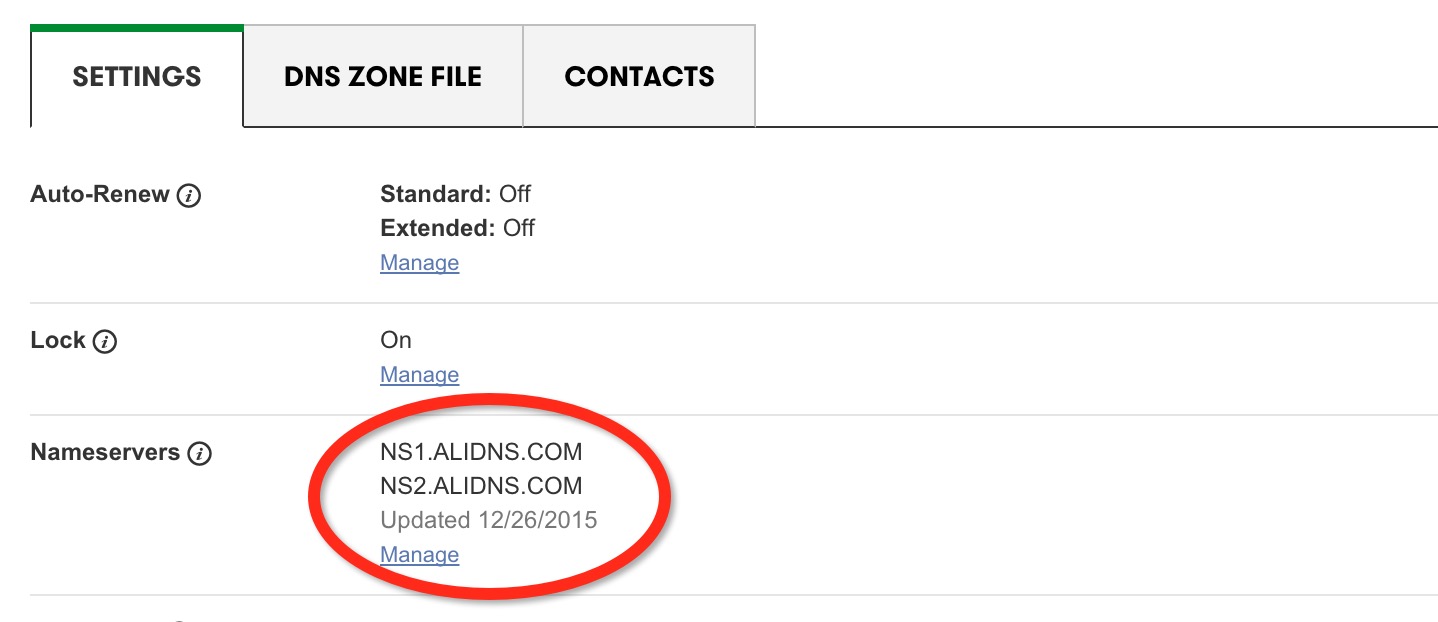 SETTINGS DNS ZONE FILE CONTACTS
Auto-Renew Standard: Off
Extended: Off
Manage
Lock On
Manage
Nameservers NS1.ALIDNS.COM
NS2.ALIDNS.COM
Updated 12/26/2015
Manage